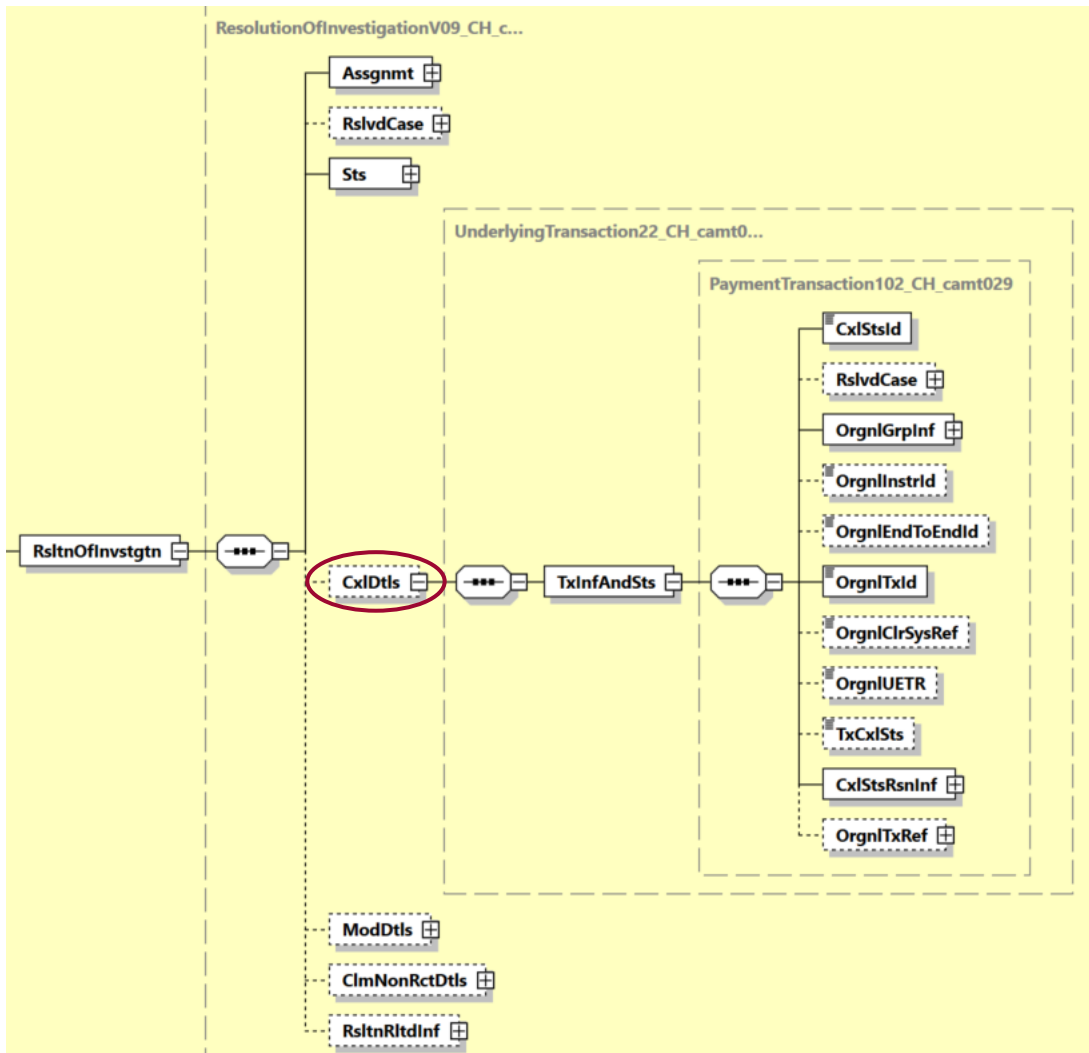 ResolutionOfInvestigationV09_CH_c...
Assgnmt
RslvdCase
Sts
UnderlyingTransaction22_CH_camt0...
PaymentTransaction102_CH_camt029
CxlStsId
RslvdCase
OrgnlGrpInf
OrgnlInstrId
OrgnlEndToEndId
RsltnOfInvstgtn
CxlDtls
TxInfAndSts
OrgnlTxId
OrgnlClrSysRef
OrgnlUETR
TxCxlSts
CxlStsRsnInf
OrgnlTxRef
ModDtls
ClmNonRctDtls
RsltnRltdInf